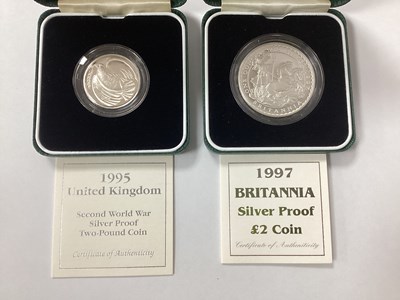 BRITANNIA
1995
United Kingdom
Second World War
Silver Proof
Two-Pound Coin
Certificate of Authenticity
1997
BRITANNIA
Silver Proof
£2 Coin
Certificate of Authenticity